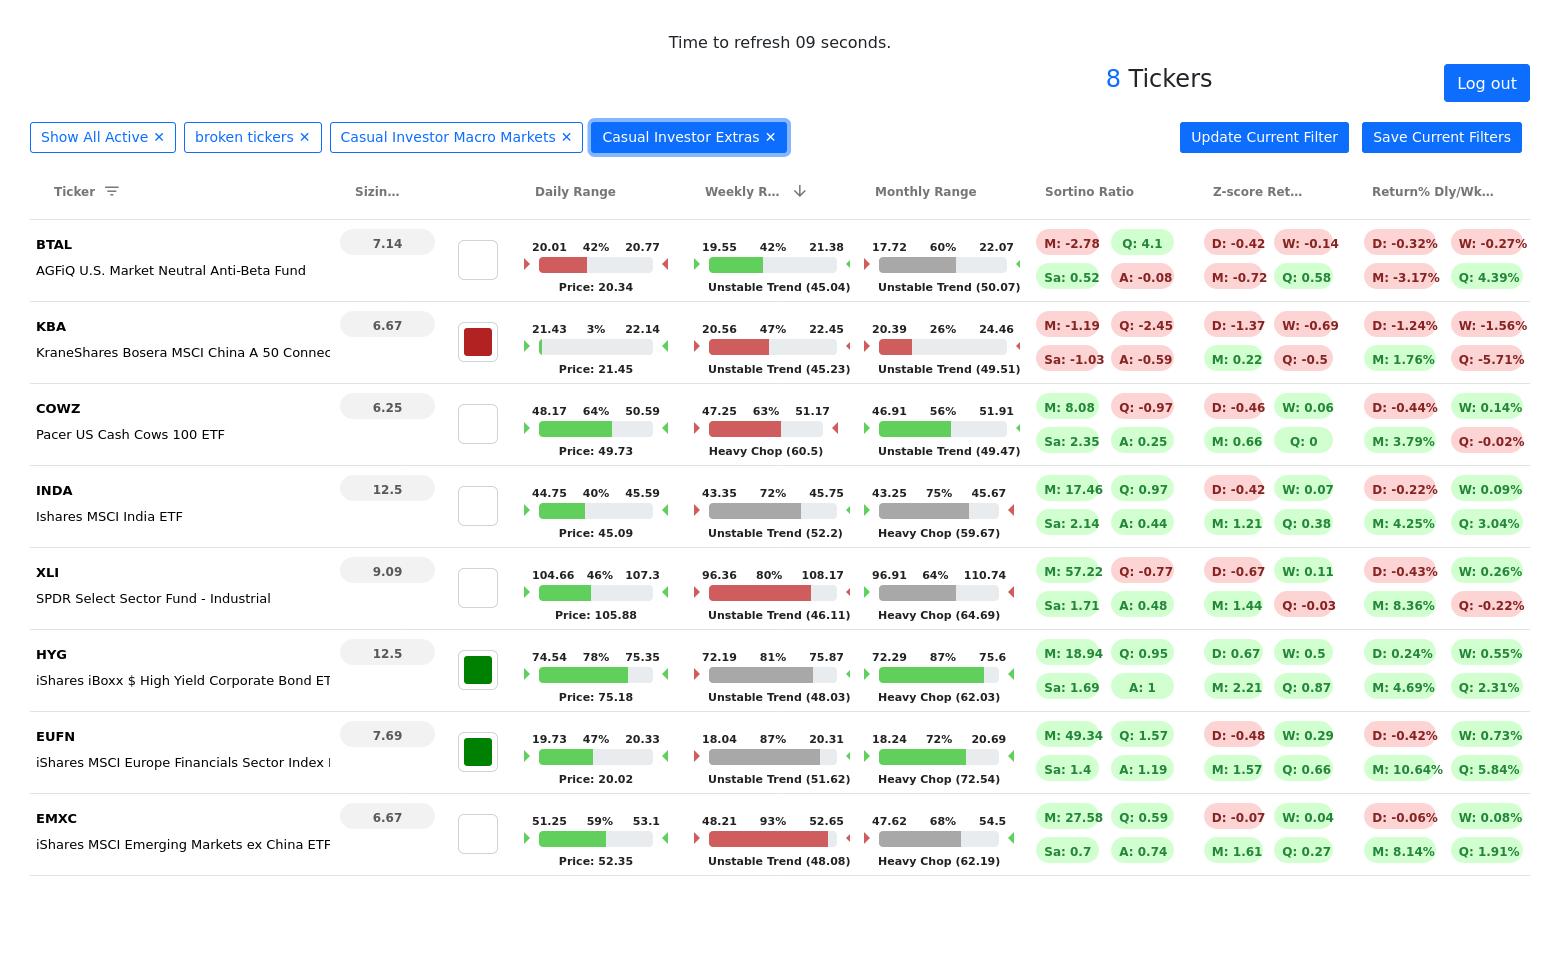 Time to refresh 09 seconds.
8 Tickers
Log out
Show All Active ✕ broken tickers ✕ Casual Investor Macro Markets ✕ Casual Investor Extras ✕ Update Current Filter Save Current Filters
Ticker Sizin... Daily Range Weekly R... Monthly Range Sortino Ratio Z-score Ret... Return% Dly/Wk...
BTAL 7.14 20.01 42% 20.77 19.55 42% 21.38 17.72 60% 22.07 M: -2.78 Q: 4.1 D: -0.42 W: -0.14 D: -0.32% W: -0.27%
AGFiQ U.S. Market Neutral Anti-Beta Fund Price: 20.34 Unstable Trend (45.04) Unstable Trend (50.07) Sa: 0.52 A: -0.08 M: -0.72 Q: 0.58 M: -3.17% Q: 4.39%
KBA 6.67 21.43 3% 22.14 20.56 47% 22.45 20.39 26% 24.46 M: -1.19 Q: -2.45 D: -1.37 W: -0.69 D: -1.24% W: -1.56%
KraneShares Bosera MSCI China A 50 Connec Price: 21.45 Unstable Trend (45.23) Unstable Trend (49.51) Sa: -1.03 A: -0.59 M: 0.22 Q: -0.5 M: 1.76% Q: -5.71%
COWZ 6.25 48.17 64% 50.59 47.25 63% 51.17 46.91 56% 51.91 M: 8.08 Q: -0.97 D: -0.46 W: 0.06 D: -0.44% W: 0.14%
Pacer US Cash Cows 100 ETF Price: 49.73 Heavy Chop (60.5) Unstable Trend (49.47) Sa: 2.35 A: 0.25 M: 0.66 Q: 0 M: 3.79% Q: -0.02%
INDA 12.5 44.75 40% 45.59 43.35 72% 45.75 43.25 75% 45.67 M: 17.46 Q: 0.97 D: -0.42 W: 0.07 D: -0.22% W: 0.09%
Ishares MSCI India ETF Price: 45.09 Unstable Trend (52.2) Heavy Chop (59.67) Sa: 2.14 A: 0.44 M: 1.21 Q: 0.38 M: 4.25% Q: 3.04%
XLI 9.09 104.66 46% 107.3 96.36 80% 108.17 96.91 64% 110.74 M: 57.22 Q: -0.77 D: -0.67 W: 0.11 D: -0.43% W: 0.26%
SPDR Select Sector Fund - Industrial Price: 105.88 Unstable Trend (46.11) Heavy Chop (64.69) Sa: 1.71 A: 0.48 M: 1.44 Q: -0.03 M: 8.36% Q: -0.22%
HYG 12.5 74.54 78% 75.35 72.19 81% 75.87 72.29 87% 75.6 M: 18.94 Q: 0.95 D: 0.67 W: 0.5 D: 0.24% W: 0.55%
iShares iBoxx $ High Yield Corporate Bond ET Price: 75.18 Unstable Trend (48.03) Heavy Chop (62.03) Sa: 1.69 A: 1 M: 2.21 Q: 0.87 M: 4.69% Q: 2.31%
EUFN 7.69 19.73 47% 20.33 18.04 87% 20.31 18.24 72% 20.69 M: 49.34 Q: 1.57 D: -0.48 W: 0.29 D: -0.42% W: 0.73%
iShares MSCI Europe Financials Sector Index Price: 20.02 Unstable Trend (51.62) Heavy Chop (72.54) Sa: 1.4 A: 1.19 M: 1.57 Q: 0.66 M: 10.64% Q: 5.84%
EMXC 6.67 51.25 59% 53.1 48.21 93% 52.65 47.62 68% 54.5 M: 27.58 Q: 0.59 D: -0.07 W: 0.04 D: -0.06% W: 0.08%
iShares MSCI Emerging Markets ex China ETF Price: 52.35 Unstable Trend (48.08) Heavy Chop (62.19) Sa: 0.7 A: 0.74 M: 1.61 Q: 0.27 M: 8.14% Q: 1.91%